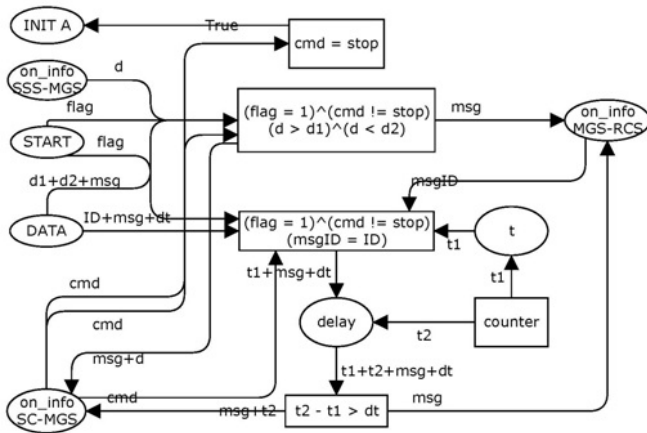 INIT A
True
cmd = stop
on_info
SSS-MGS
d
flag
(flag = 1)^(cmd != stop)
(d > d1)^(d < d2)
msg
on_info
MGS-RCS
START
flag
d1+d2+msg
msgID
DATA
ID+msg+dt
(flag = 1)^(cmd != stop)
(msgID = ID)
t1
t
t1+msg+dt
t1
cmd
cmd
delay
t2
counter
msg+d
t1+t2+msg+dt
on_info
SC-MGS
cmd
msg+t2
t2 - t1 > dt
msg